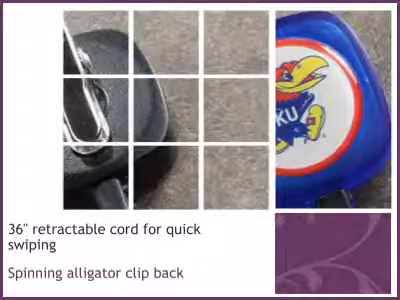 KU
36" retractable cord for quick
swiping
Spinning alligator clip back